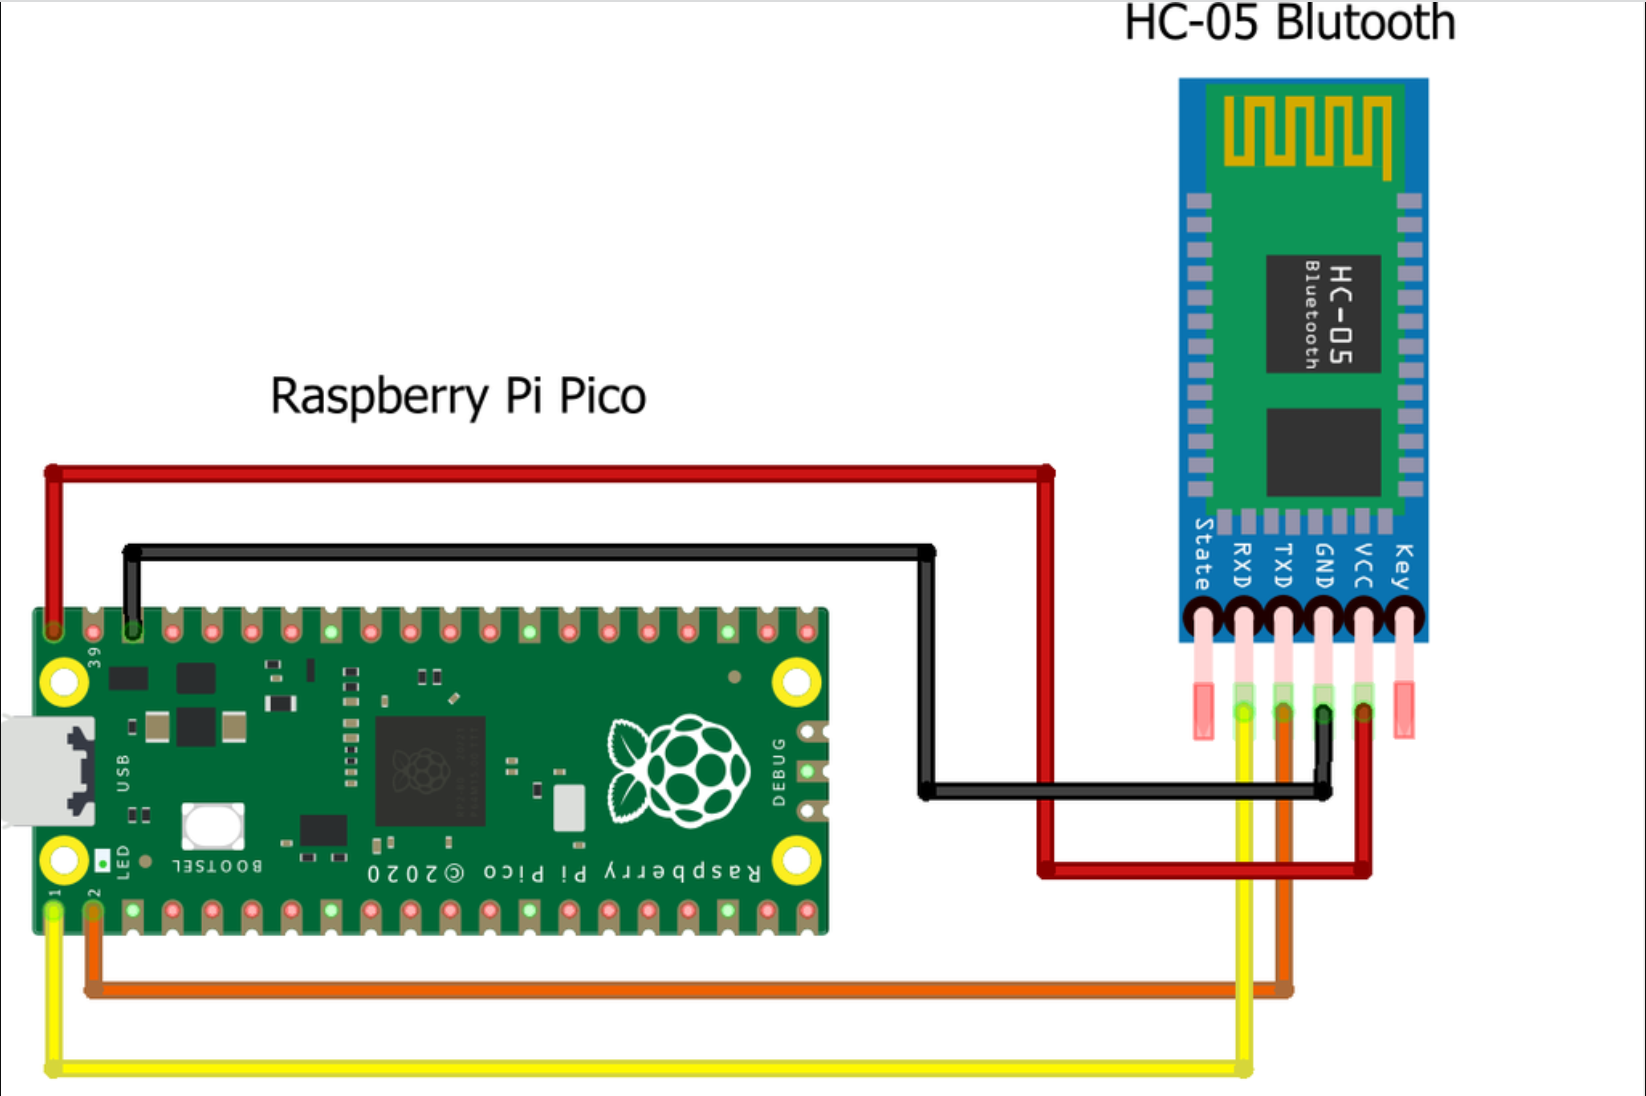 HC-05 Blutooth
HC-05
Bluetooth
Raspberry Pi Pico
State
RXD
TXD
GND
VCC
Key
39
USB
DEBUG
LED
BOOTSEL
Raspberry Pi Pico ©2020
1
2